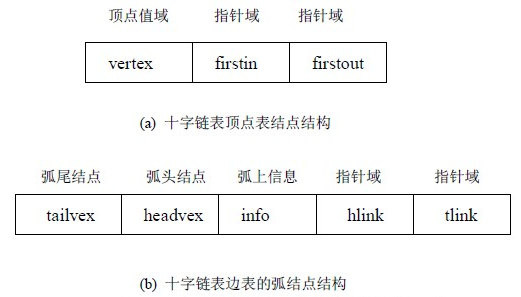 顶点值域 指针域 指针域
vertex firstin firstout
(a) 十字链表顶点表结点结构
弧尾结点 弧头结点 弧上信息 指针域 指针域
tailvex headvex info hlink tlink
(b) 十字链表边表的弧结点结构